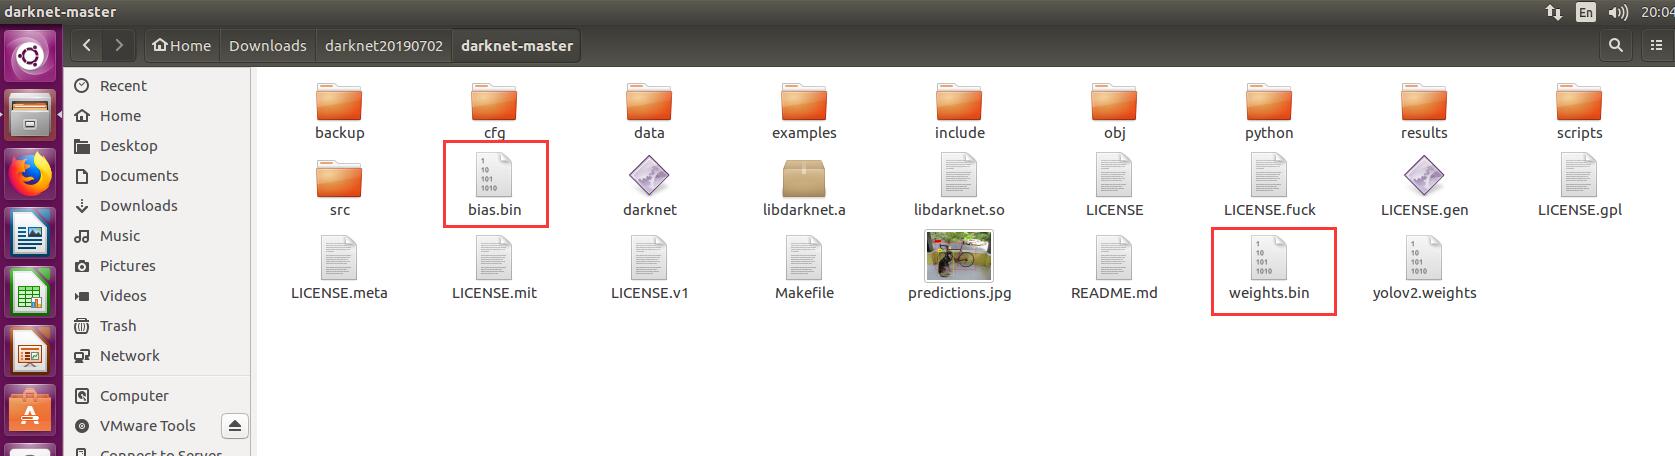 darknet-master
En
20:04
Home Downloads darknet20190702 darknet-master
Recent
Home
Desktop
Documents
Downloads
Music
Pictures
Videos
Trash
Network
Computer
VMware Tools
Connect to Server
backup cfg data examples include obj python results scripts
1
10
101
1010
src bias.bin darknet libdarknet.a libdarknet.so LICENSE LICENSE.fuck LICENSE.gen LICENSE.gpl
1 1
10 10
101 101
1010 1010
LICENSE.meta LICENSE.mit LICENSE.v1 Makefile predictions.jpg README.md weights.bin yolov2.weights